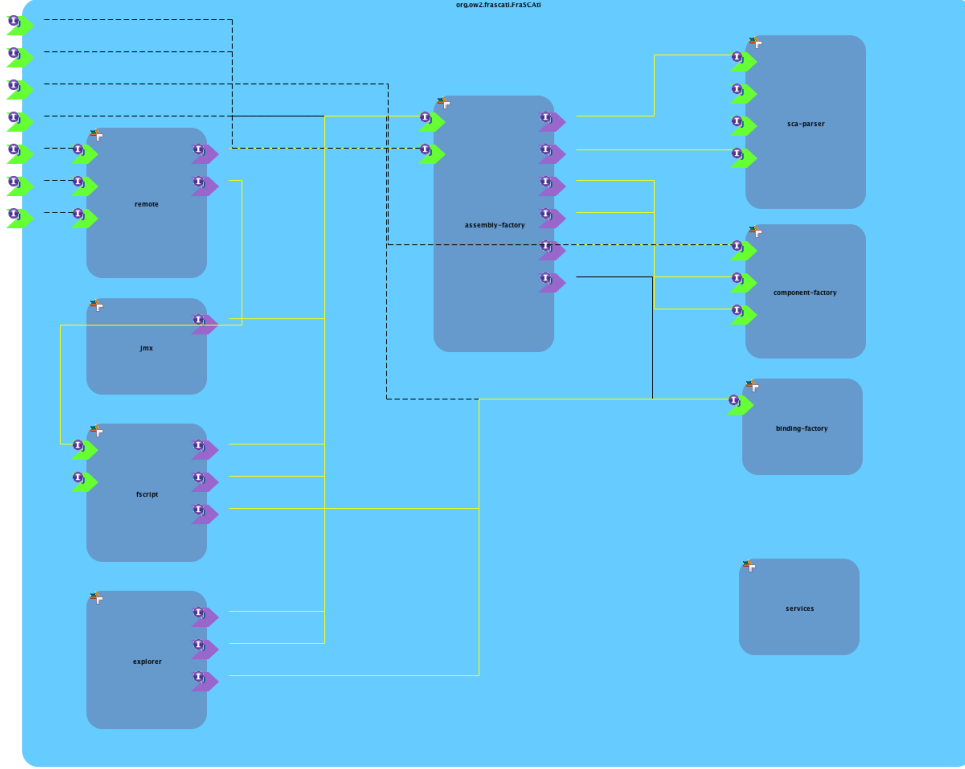 org.ow2.frascati.FraSCAti
remote
jmx
fscript
explorer
assembly-factory
sca-parser
component-factory
binding-factory
services